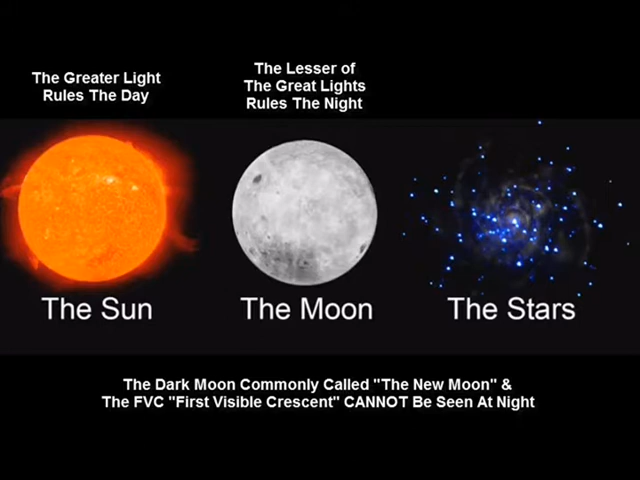 The Greater Light
Rules The Day
The Lesser of
The Great Lights
Rules The Night
The Sun
The Moon
The Stars
The Dark Moon Commonly Called "The New Moon" &
The FVC "First Visible Crescent" CANNOT Be Seen At Night